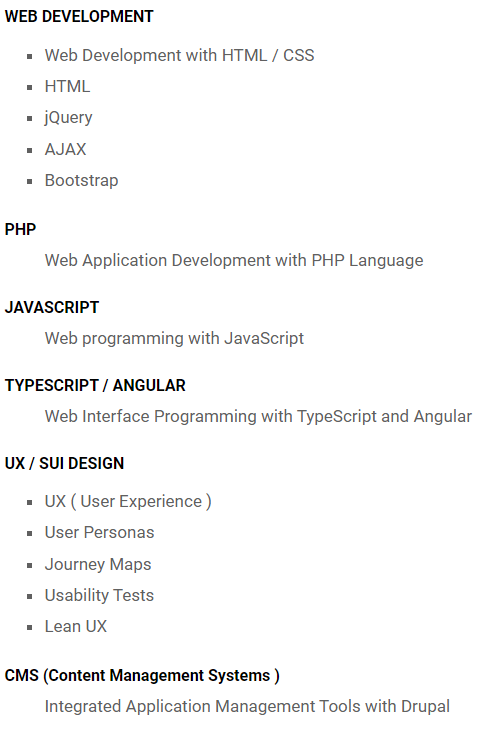 WEB DEVELOPMENT
Web Development with HTML / CSS
HTML
jQuery
AJAX
Bootstrap
PHP
Web Application Development with PHP Language
JAVASCRIPT
Web programming with JavaScript
TYPESCRIPT / ANGULAR
Web Interface Programming with TypeScript and Angular
UX / SUI DESIGN
UX ( User Experience )
User Personas
Journey Maps
Usability Tests
Lean UX
CMS (Content Management Systems )
Integrated Application Management Tools with Drupal